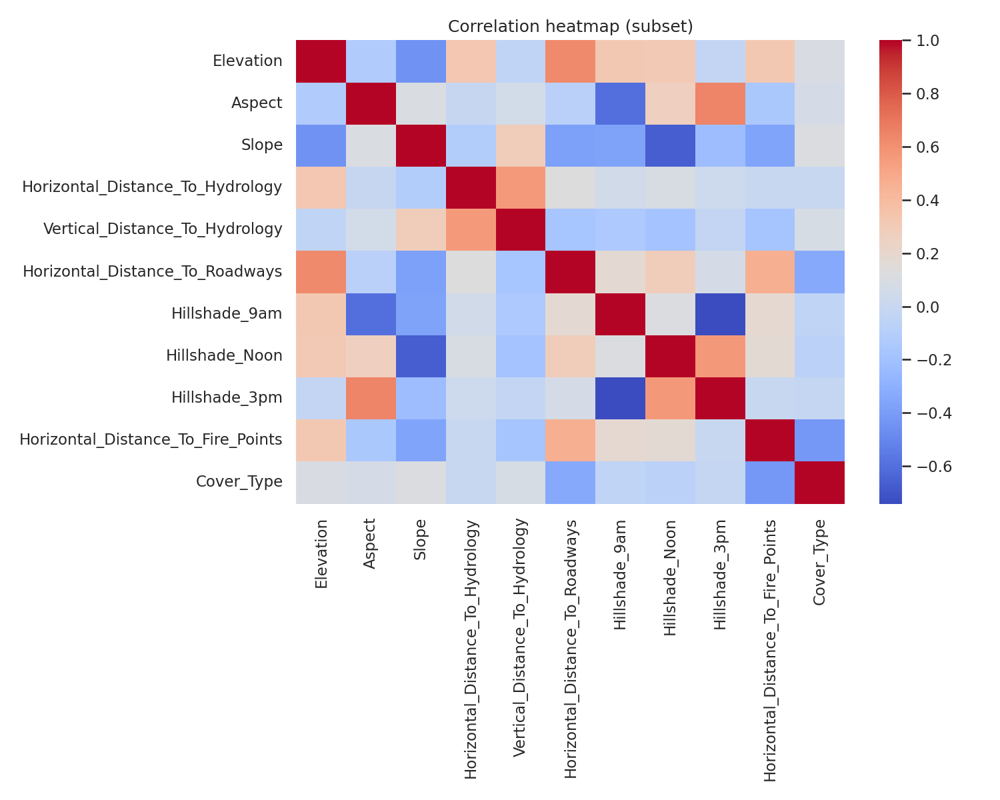 Correlation heatmap (subset)
Elevation
Aspect
Slope
Horizontal_Distance_To_Hydrology
Vertical_Distance_To_Hydrology
Horizontal_Distance_To_Roadways
Hillshade_9am
Hillshade_Noon
Hillshade_3pm
Horizontal_Distance_To_Fire_Points
Cover_Type
Elevation
Aspect
Slope
Horizontal_Distance_To_Hydrology
Vertical_Distance_To_Hydrology
Horizontal_Distance_To_Roadways
Hillshade_9am
Hillshade_Noon
Hillshade_3pm
Horizontal_Distance_To_Fire_Points
Cover_Type
1.0
0.8
0.6
0.4
0.2
0.0
−0.2
−0.4
−0.6